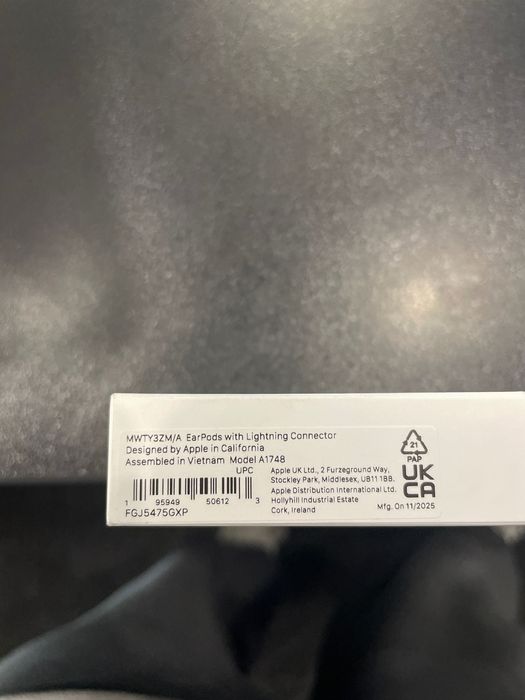 MWTY3ZM/A EarPods with Lightning Connector
Designed by Apple in California
Assembled in Vietnam Model A1748
UPC
1 95949 50612 3
FGJ5475GXP
Apple UK Ltd., 2 Furzeground Way,
Stockley Park, Middlesex, UB11 1BB.
Apple Distribution International Ltd.
Hollyhill Industrial Estate
Cork, Ireland
21
PAP
UK
CA
Mfg. On 11/2025